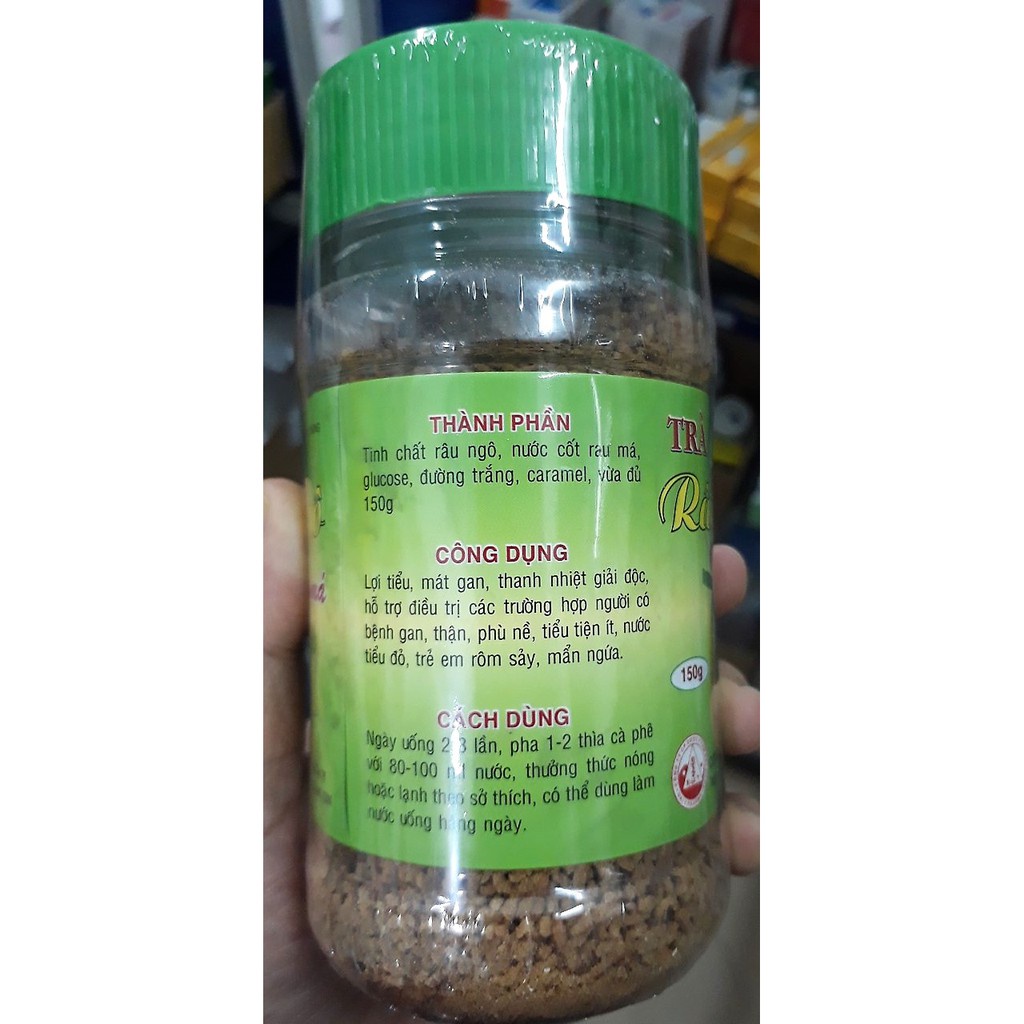 THÀNH PHẦN
Tinh chất râu ngô, nước cốt rau má,
glucose, đường trắng, caramel, vừa đủ
150g
CÔNG DỤNG
Lợi tiểu, mát gan, thanh nhiệt giải độc,
hỗ trợ điều trị các trường hợp người có
bệnh gan, thận, phù nề, tiểu tiện ít, nước
tiểu đỏ, trẻ em rôm sảy, mẩn ngứa.
CÁCH DÙNG
Ngày uống 2-3 lần, pha 1-2 thìa cà phê
với 80-100 ml nước, thưởng thức nóng
hoặc lạnh theo sở thích, có thể dùng làm
nước uống hàng ngày.
TRÀ
150g